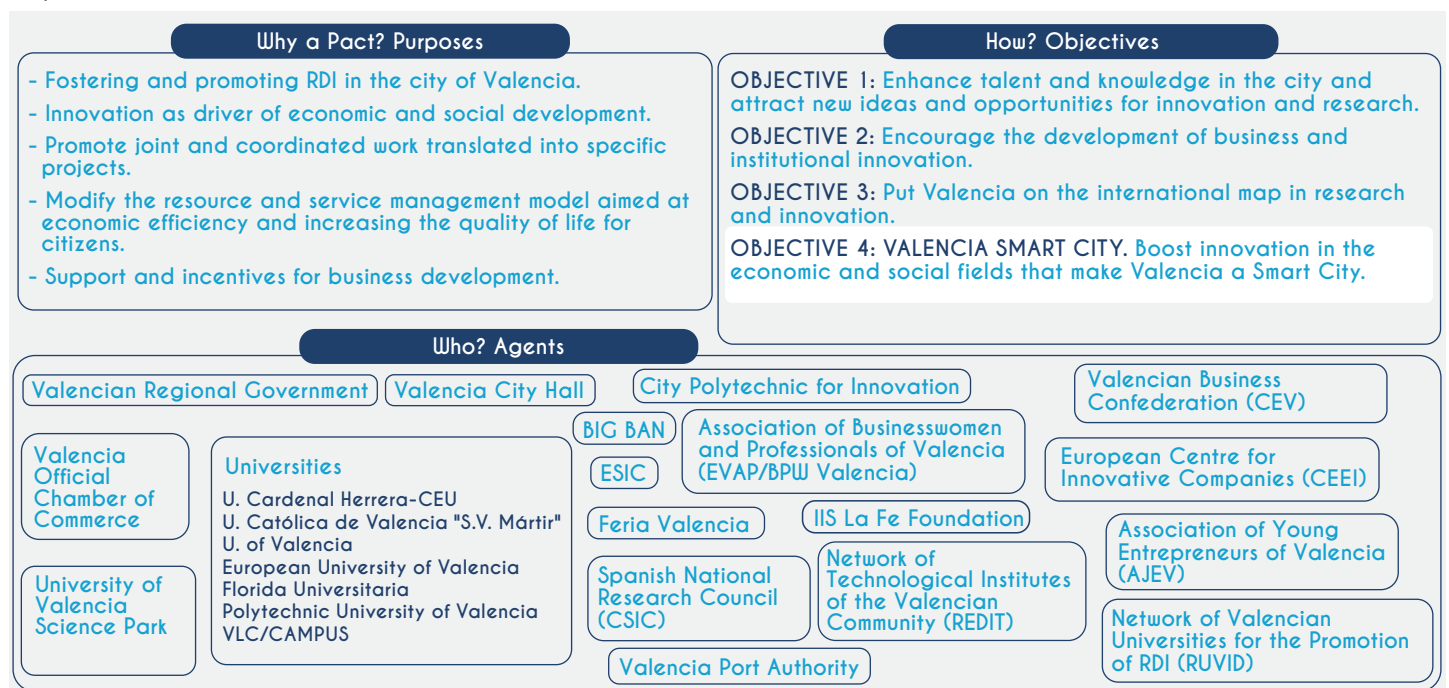 Why a Pact? Purposes
- Fostering and promoting RDI in the city of Valencia.
- Innovation as driver of economic and social development.
- Promote joint and coordinated work translated into specific
projects.
- Modify the resource and service management model aimed at
economic efficiency and increasing the quality of life for
citizens.
- Support and incentives for business development.
How? Objectives
OBJECTIVE 1: Enhance talent and knowledge in the city and
attract new ideas and opportunities for innovation and research.
OBJECTIVE 2: Encourage the development of business and
institutional innovation.
OBJECTIVE 3: Put Valencia on the international map in research
and innovation.
OBJECTIVE 4: VALENCIA SMART CITY. Boost innovation in the
economic and social fields that make Valencia a Smart City.
Who? Agents
Valencian Regional Government
Valencia City Hall
City Polytechnic for Innovation
Valencian Business
Confederation (CEV)
Valencia
Official
Chamber of
Commerce
Universities
U. Cardenal Herrera-CEU
U. Católica de Valencia "S.V. Mártir"
U. of Valencia
European University of Valencia
Florida Universitaria
Polytechnic University of Valencia
VLC/CAMPUS
BIG BAN
Association of Businesswomen
and Professionals of Valencia
(EVAP/BPW Valencia)
ESIC
European Centre for
Innovative Companies (CEEI)
Feria Valencia
IIS La Fe Foundation
Association of Young
Entrepreneurs of Valencia
(AJEV)
University of
Valencia
Science Park
Spanish National
Research Council
(CSIC)
Network of
Technological Institutes
of the Valencian
Community (REDIT)
Network of Valencian
Universities for the Promotion
of RDI (RUVID)
Valencia Port Authority